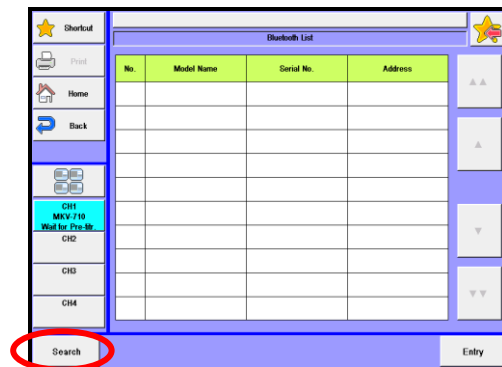 Shortcut
Bluetooth List
Print
No. Model Name Serial No. Address
Home
Back
CH1
MKV-710
Wait for Pre-titr.
CH2
CH3
CH4
Search
Entry